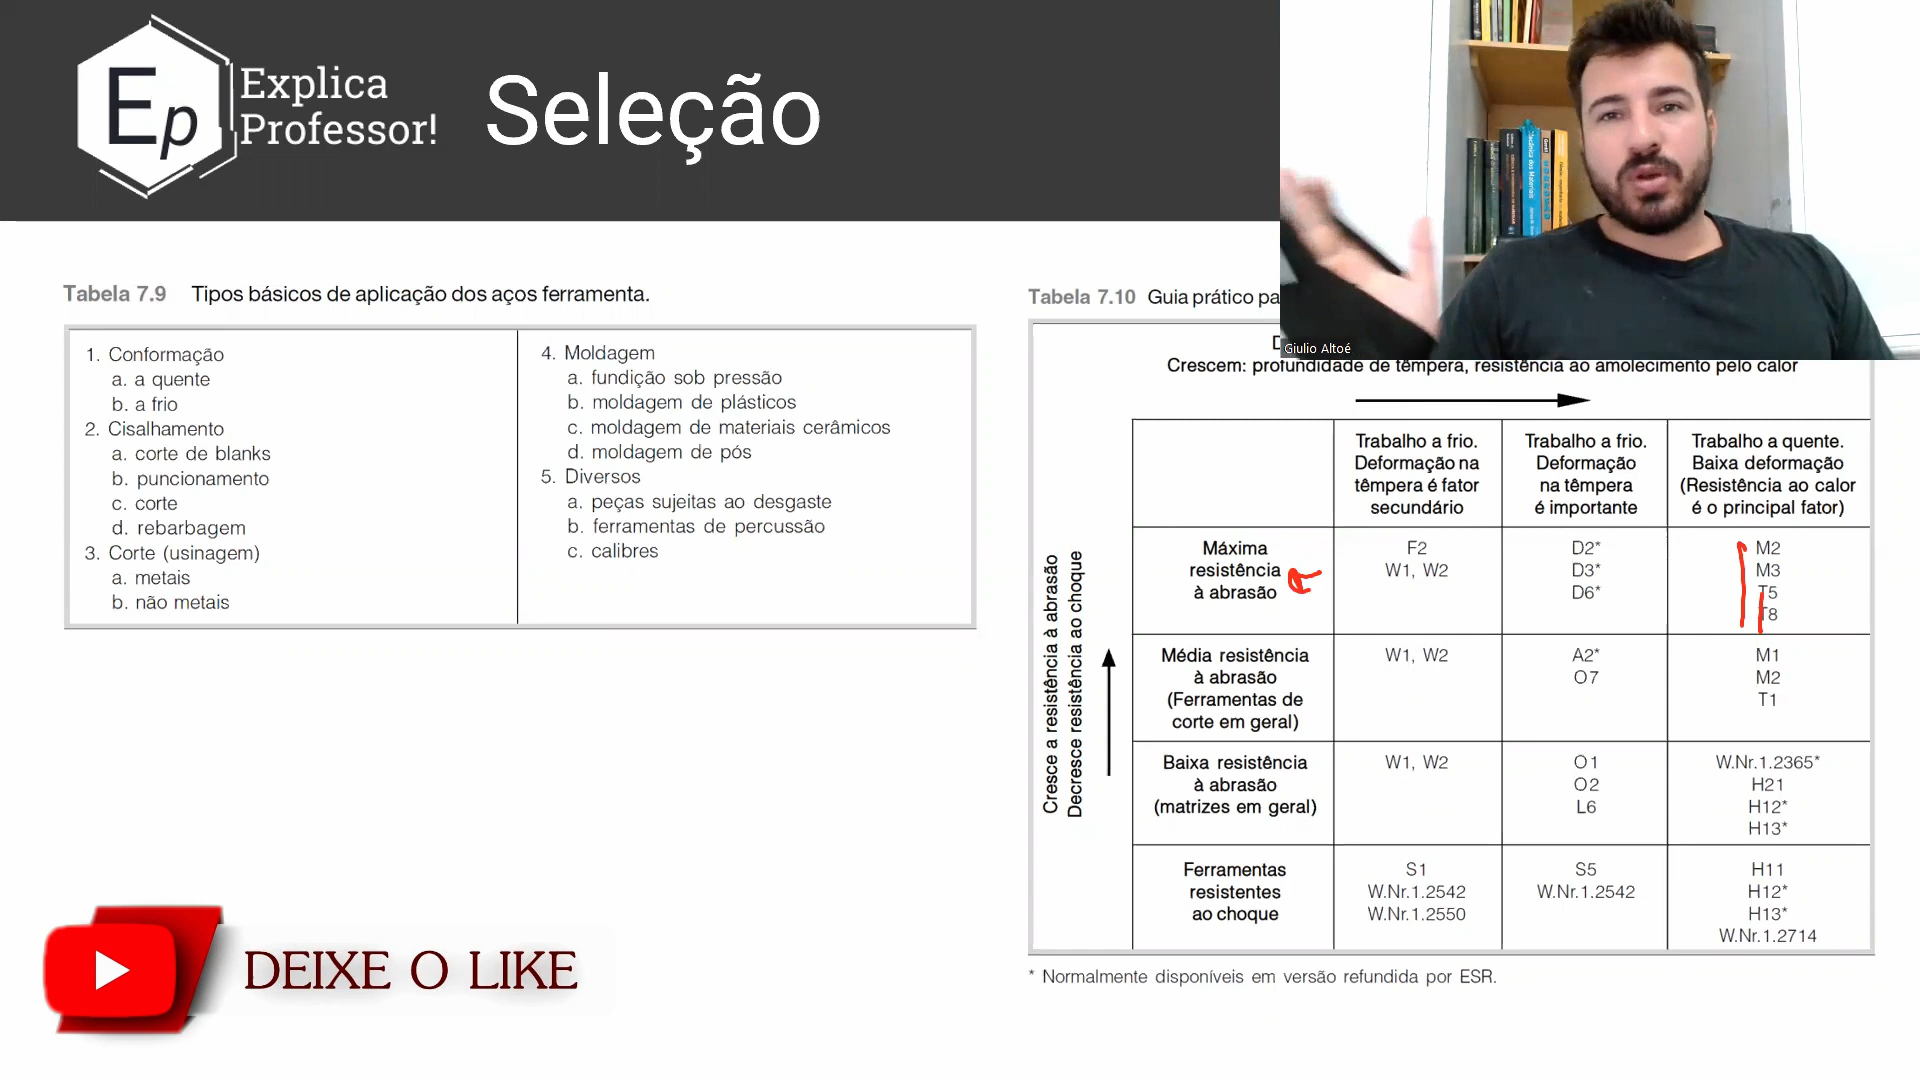 Ep
Explica
Professor!
Seleção
Giulio Altoé
Tabela 7.9 Tipos básicos de aplicação dos aços ferramenta.
1. Conformação
a. a quente
b. a frio
2. Cisalhamento
a. corte de blanks
b. puncionamento
c. corte
d. rebarbagem
3. Corte (usinagem)
a. metais
b. não metais
4. Moldagem
a. fundição sob pressão
b. moldagem de plásticos
c. moldagem de materiais cerâmicos
d. moldagem de pós
5. Diversos
a. peças sujeitas ao desgaste
b. ferramentas de percussão
c. calibres
Tabela 7.10 Guia prático
Crescem: profundidade de têmpera, resistência ao amolecimento pelo calor
Cresce a resistência à abrasão
Decresce resistência ao choque
Trabalho a frio.
Deformação na
têmpera é fator
secundário
Trabalho a frio.
Deformação
na têmpera
é importante
Trabalho a quente.
Baixa deformação
(Resistência ao calor
é o principal fator)
Máxima
resistência
à abrasão
F2
W1, W2
D2*
D3*
D6*
M2
M3
T5
T8
Média resistência
à abrasão
(Ferramentas de
corte em geral)
W1, W2
A2*
O7
M1
M2
T1
Baixa resistência
à abrasão
(matrizes em geral)
W1, W2
O1
O2
L6
W.Nr.1.2365*
H21
H12*
H13*
Ferramentas
resistentes
ao choque
S1
W.Nr.1.2542
W.Nr.1.2550
S5
W.Nr.1.2542
H11
H12*
H13*
W.Nr.1.2714
* Normalmente disponíveis em versão refundida por ESR.
DEIXE O LIKE